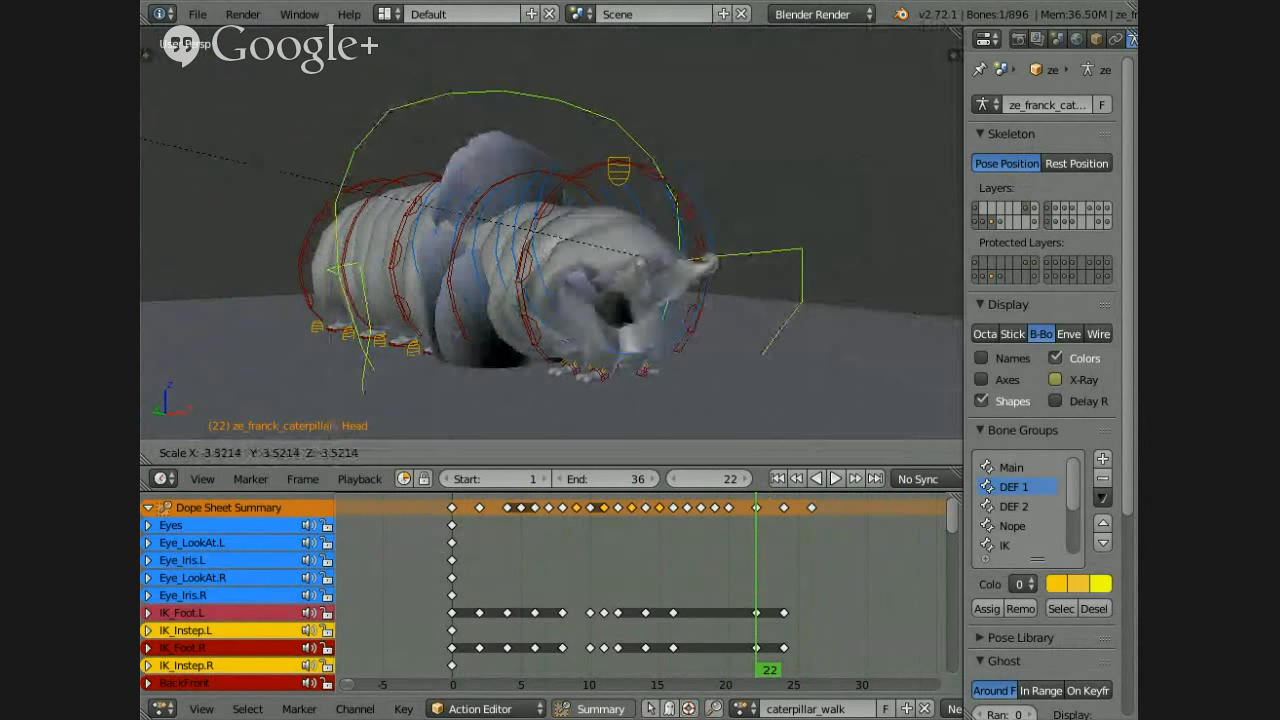 File Render Window Help Default Scene Blender Render v2.72.1 | Bones:1/896 | Mem:36.50M | ze_fr
User Persp
Google+
ze ze
ze_franck_cat... F
Skeleton
Pose Position Rest Position
Layers:
Protected Layers:
Display
Octa Stick B-Bo Enve Wire
Names Colors
Axes X-Ray
Shapes Delay R
(22) ze_franck_caterpillar : Head
Bone Groups
Scale X: -3.5214 Y: -3.5214 Z: -3.5214
Main
DEF 1
DEF 2
Nope
IK
View Marker Frame Playback Start: 1 End: 36 22 No Sync
Dope Sheet Summary
Eyes
Eye_LookAt.L
Eye_Iris.L
Eye_LookAt.R
Eye_Iris.R
IK_Foot.L
IK_Instep.L
IK_Foot.R
IK_Instep.R
BackFront
Colo 0
Assig Remo Selec Desel
Pose Library
Ghost
Around F In Range On Keyfr
Ran: 0 Display:
22
-5 0 5 10 15 20 25 30
View Select Marker Channel Key Action Editor Summary caterpillar_walk F Ne